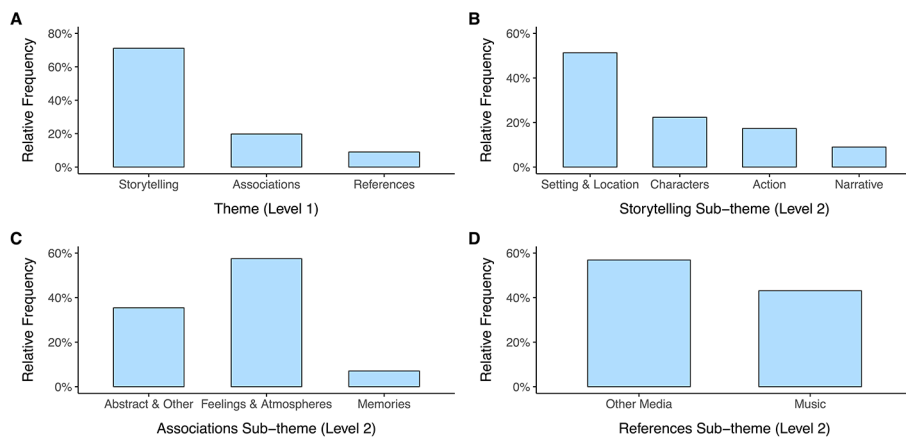 A
Relative Frequency
80%
60%
40%
20%
0%
Storytelling Associations References
Theme (Level 1)
B
Relative Frequency
60%
40%
20%
0%
Setting & Location Characters Action Narrative
Storytelling Sub-theme (Level 2)
C
Relative Frequency
60%
40%
20%
0%
Abstract & Other Feelings & Atmospheres Memories
Associations Sub-theme (Level 2)
D
Relative Frequency
60%
40%
20%
0%
Other Media Music
References Sub-theme (Level 2)